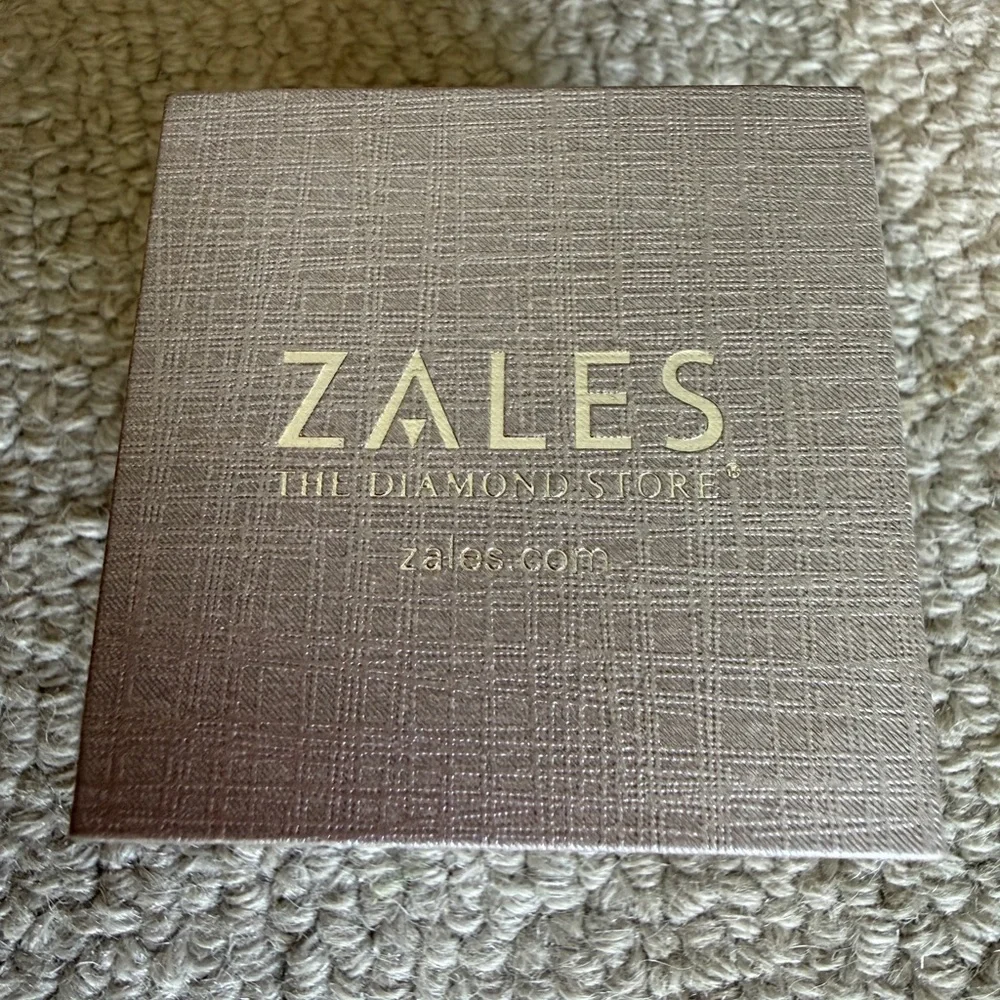 ZALES
THE DIAMOND STORE®
zales.com